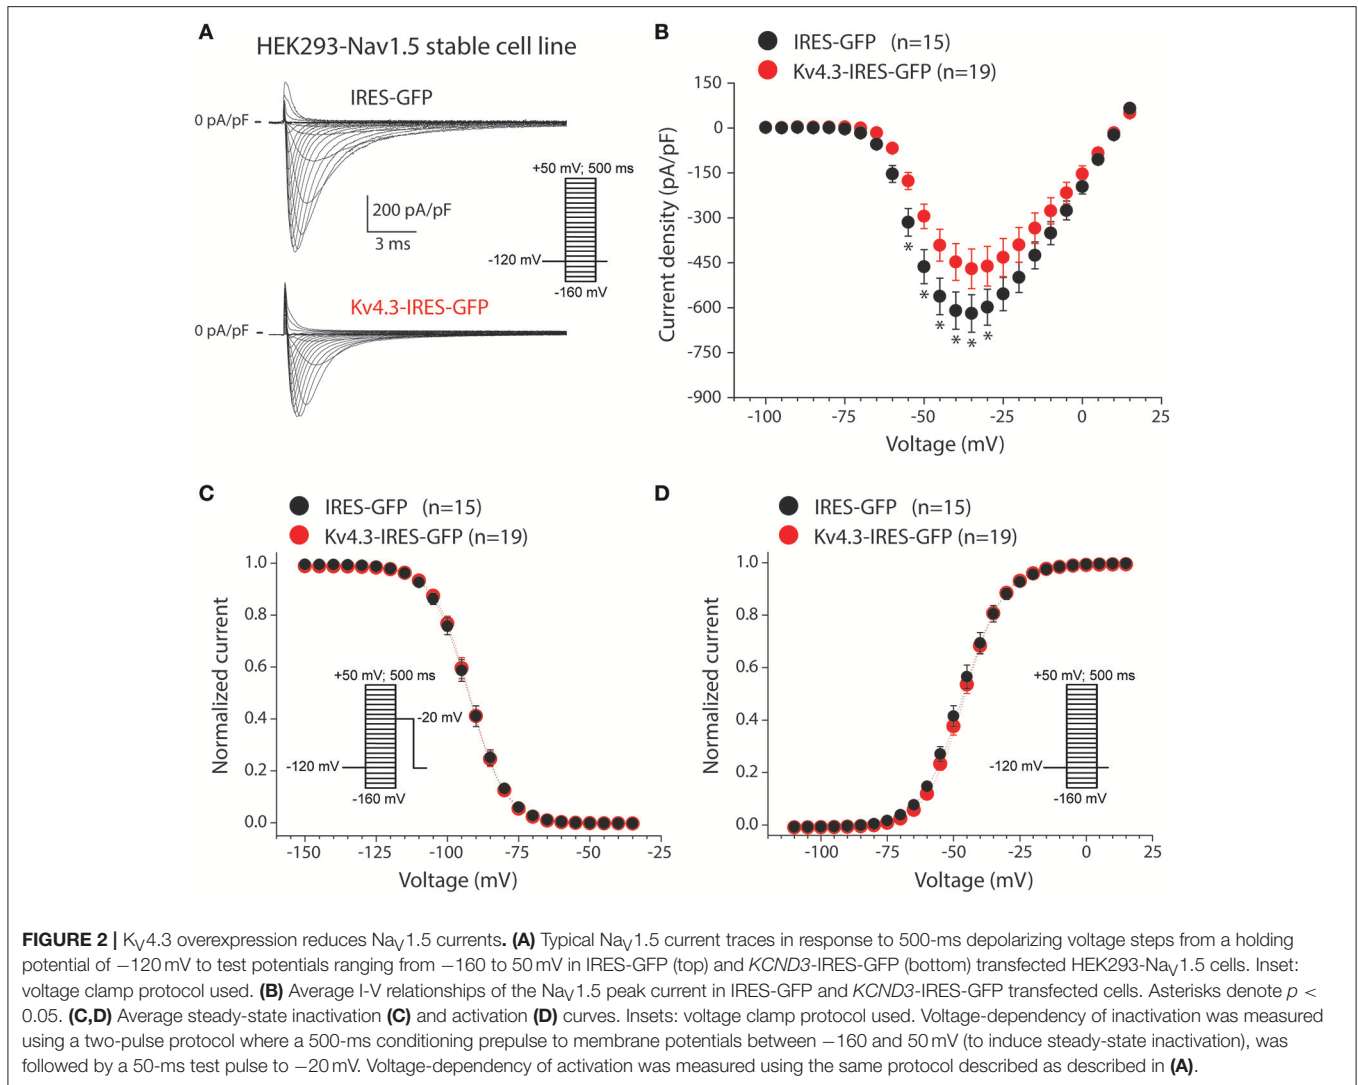 A
HEK293-Nav1.5 stable cell line
IRES-GFP
0 pA/pF
+50 mV; 500 ms
200 pA/pF
3 ms
-120 mV
-160 mV
Kv4.3-IRES-GFP
0 pA/pF
B
IRES-GFP (n=15)
Kv4.3-IRES-GFP (n=19)
150
0
-150
-300
-450
-600
-750
-900
Current density (pA/pF)
* * * * * *
-100 -75 -50 -25 0 25
Voltage (mV)
C
IRES-GFP (n=15)
Kv4.3-IRES-GFP (n=19)
1.0
0.8
0.6
0.4
0.2
0.0
Normalized current
+50 mV; 500 ms
-20 mV
-120 mV
-160 mV
-150 -125 -100 -75 -50 -25
Voltage (mV)
D
IRES-GFP (n=15)
Kv4.3-IRES-GFP (n=19)
1.0
0.8
0.6
0.4
0.2
0.0
Normalized current
+50 mV; 500 ms
-120 mV
-160 mV
-100 -75 -50 -25 0 25
Voltage (mV)
FIGURE 2 | KV4.3 overexpression reduces NaV1.5 currents. (A) Typical NaV1.5 current traces in response to 500-ms depolarizing voltage steps from a holding
potential of −120 mV to test potentials ranging from −160 to 50 mV in IRES-GFP (top) and KCND3-IRES-GFP (bottom) transfected HEK293-NaV1.5 cells. Inset:
voltage clamp protocol used. (B) Average I-V relationships of the NaV1.5 peak current in IRES-GFP and KCND3-IRES-GFP transfected cells. Asterisks denote p <
0.05. (C,D) Average steady-state inactivation (C) and activation (D) curves. Insets: voltage clamp protocol used. Voltage-dependency of inactivation was measured
using a two-pulse protocol where a 500-ms conditioning prepulse to membrane potentials between −160 and 50 mV (to induce steady-state inactivation), was
followed by a 50-ms test pulse to −20 mV. Voltage-dependency of activation was measured using the same protocol described as described in (A).